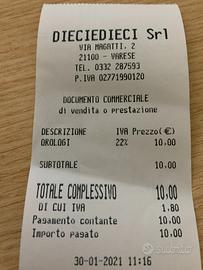 DIECIEDIECI Srl
VIA MAGATTI, 2
21100 - VARESE
TEL. 0332 287593
P.IVA 02771990120
DOCUMENTO COMMERCIALE
di vendita o prestazione
DESCRIZIONE IVA Prezzo(€)
OROLOGI 22% 10,00
SUBTOTALE 10,00
TOTALE COMPLESSIVO 10,00
DI CUI IVA 1,80
Pagamento contante 10,00
Importo pagato 10,00
30-01-2021 11:16
subito